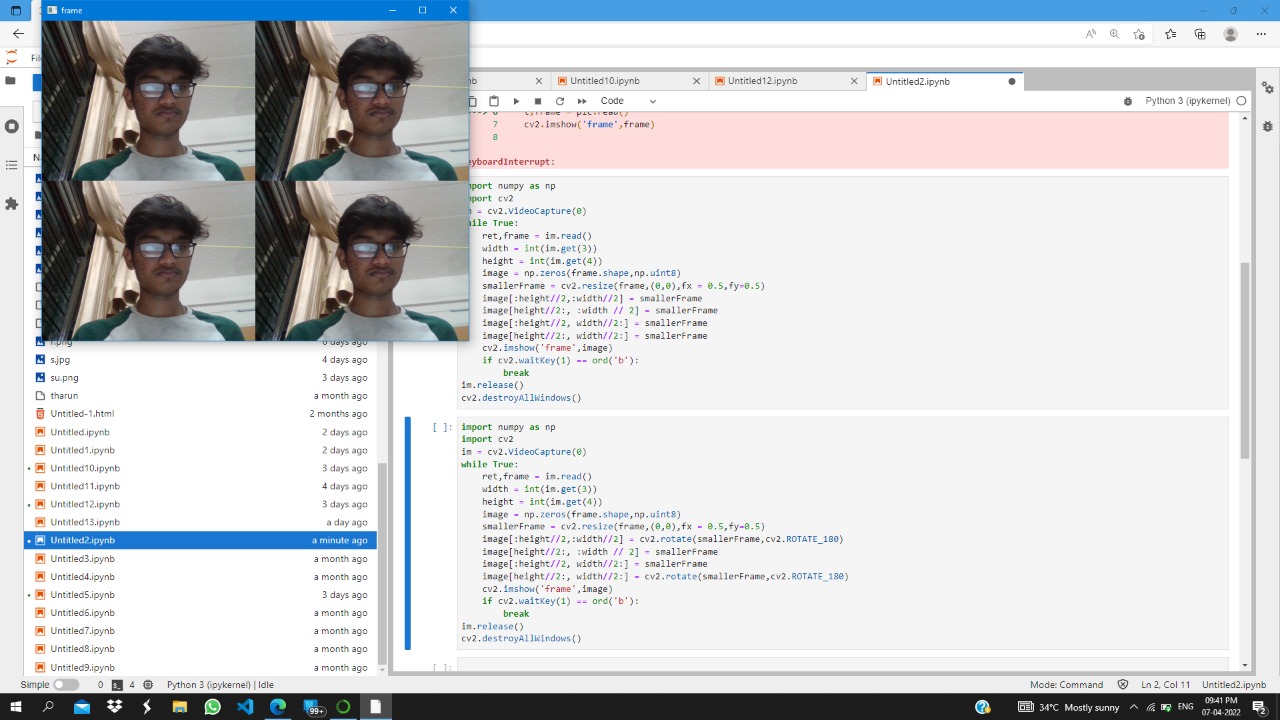 frame
File
nb
Untitled10.ipynb
Untitled12.ipynb
Untitled2.ipynb
Code
Python 3 (ipykernel)
7 cv2.imshow('frame',frame)
8
eyboardInterrupt:
mport numpy as np
mport cv2
= cv2.VideoCapture(0)
hile True:
ret,frame = im.read()
width = int(im.get(3))
height = int(im.get(4))
image = np.zeros(frame.shape,np.uint8)
smallerFrame = cv2.resize(frame,(0,0),fx = 0.5,fy=0.5)
image[:height//2,:width//2] = smallerFrame
image[height//2:, :width // 2] = smallerFrame
image[:height//2, width//2:] = smallerFrame
image[height//2:, width//2:] = smallerFrame
cv2.imshow('frame',image)
if cv2.waitKey(1) == ord('b'):
break
im.release()
cv2.destroyAllWindows()
[ ]: import numpy as np
import cv2
im = cv2.VideoCapture(0)
while True:
ret,frame = im.read()
width = int(im.get(3))
height = int(im.get(4))
image = np.zeros(frame.shape,np.uint8)
smallerFrame = cv2.resize(frame,(0,0),fx = 0.5,fy=0.5)
image[:height//2,:width//2] = cv2.rotate(smallerFrame,cv2.ROTATE_180)
image[height//2:, :width // 2] = smallerFrame
image[:height//2, width//2:] = smallerFrame
image[height//2:, width//2:] = cv2.rotate(smallerFrame,cv2.ROTATE_180)
cv2.imshow('frame',image)
if cv2.waitKey(1) == ord('b'):
break
im.release()
cv2.destroyAllWindows()
[ ]:
s.jpg 4 days ago
su.png 3 days ago
tharun a month ago
Untitled-1.html 2 months ago
Untitled.ipynb 2 days ago
Untitled1.ipynb 2 days ago
Untitled10.ipynb 3 days ago
Untitled11.ipynb 4 days ago
Untitled12.ipynb 3 days ago
Untitled13.ipynb a day ago
Untitled2.ipynb a minute ago
Untitled3.ipynb a month ago
Untitled4.ipynb a month ago
Untitled5.ipynb 3 days ago
Untitled6.ipynb a month ago
Untitled7.ipynb a month ago
Untitled8.ipynb a month ago
Untitled9.ipynb a month ago
Simple 0 4 Python 3 (ipykernel) | Idle Mode: Command Ln 2, Col 11 Untitled2.ipynb
99+ 34°C Mostly sunny ENG 09:41 PM
07-04-2022 2